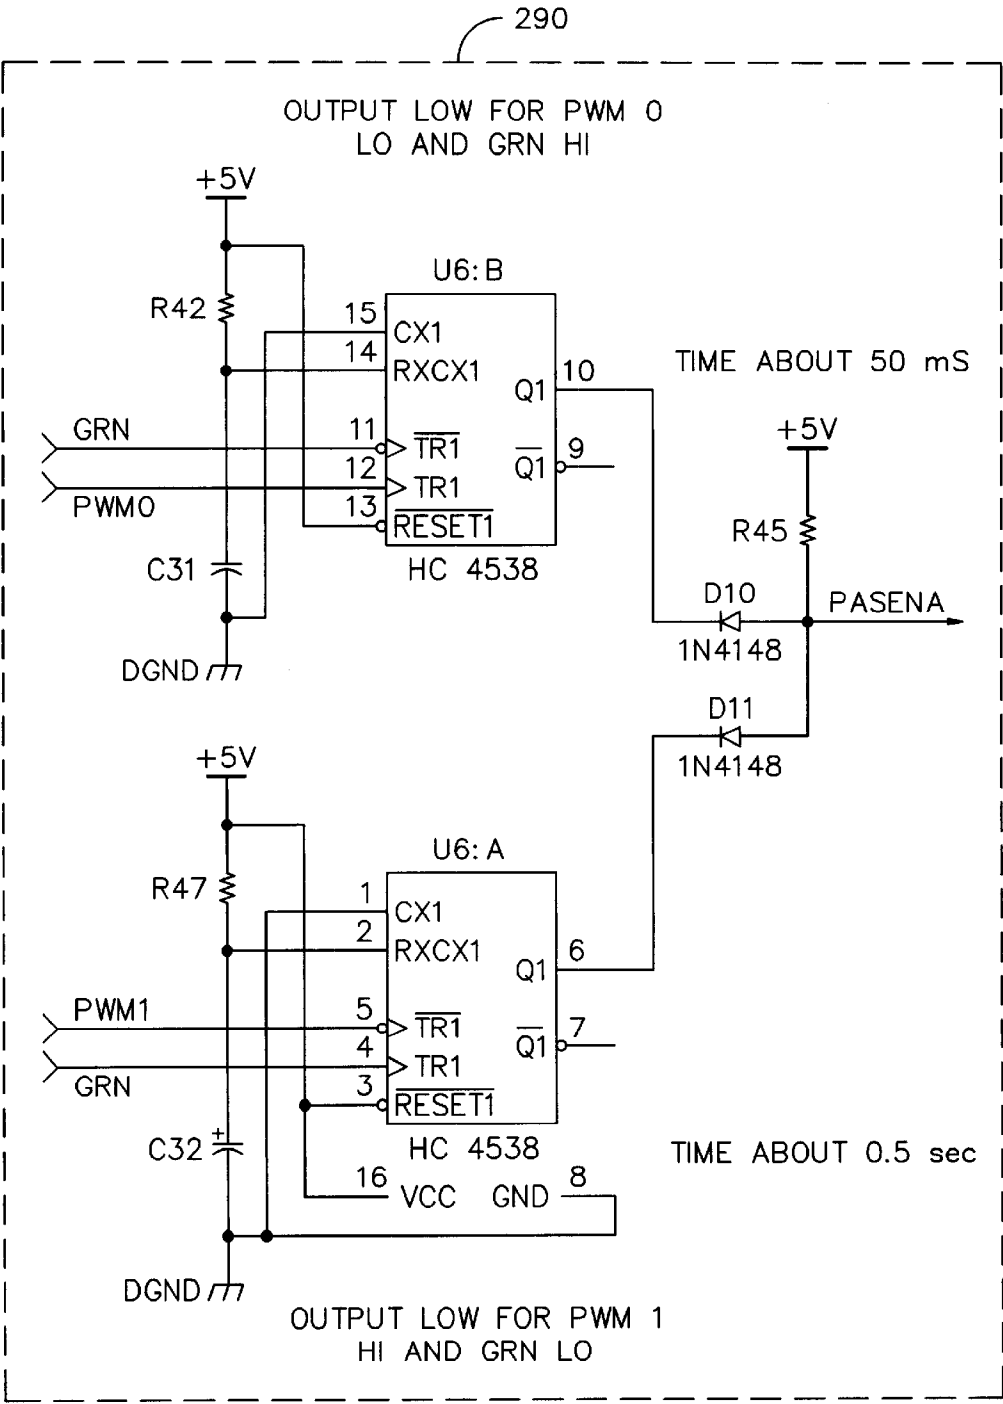 290
OUTPUT LOW FOR PWM 0
LO AND GRN HI
+5V
U6:B
R42
15
CX1
14
RXCX1
Q1
10
TIME ABOUT 50 mS
GRN
11
TR1
+5V
12
TR1
Q1
9
PWM0
13
RESET1
R45
C31
HC 4538
D10
PASENA
1N4148
DGND
D11
1N4148
+5V
U6:A
R47
1
CX1
2
RXCX1
Q1
6
PWM1
5
TR1
Q1
7
4
TR1
GRN
3
RESET1
C32
+
HC 4538
TIME ABOUT 0.5 sec
16
VCC
GND
8
DGND
OUTPUT LOW FOR PWM 1
HI AND GRN LO